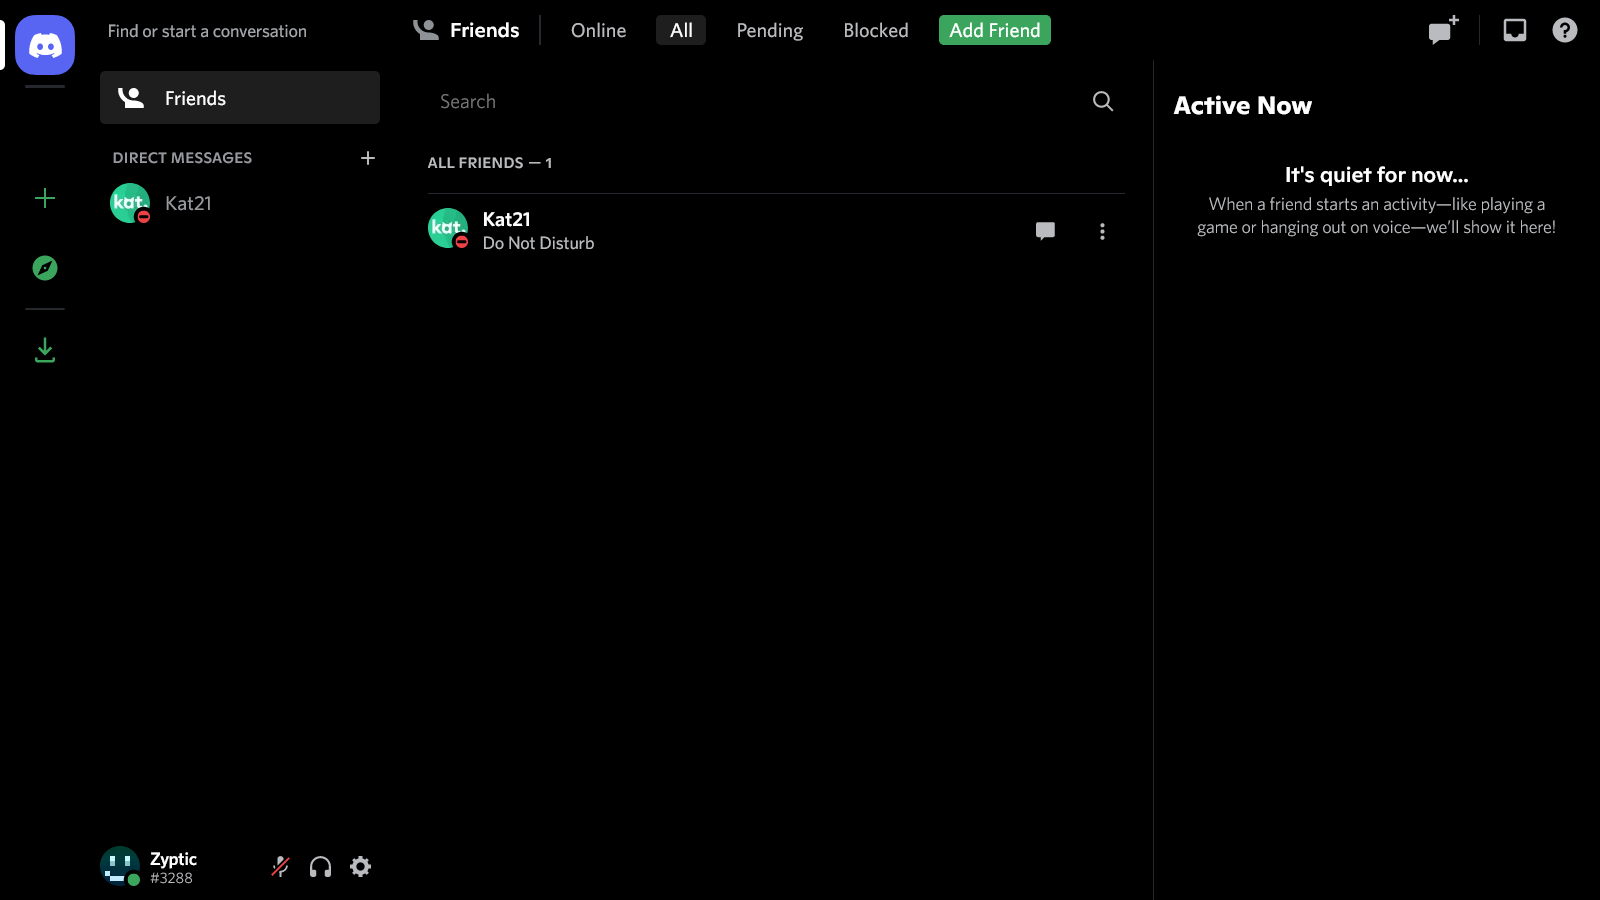 Find or start a conversation
Friends
Online
All
Pending
Blocked
Add Friend
Friends
DIRECT MESSAGES
kat.
Kat21
Search
ALL FRIENDS — 1
kat.
Kat21
Do Not Disturb
Active Now
It's quiet for now...
When a friend starts an activity—like playing a
game or hanging out on voice—we'll show it here!
Zyptic
#3288